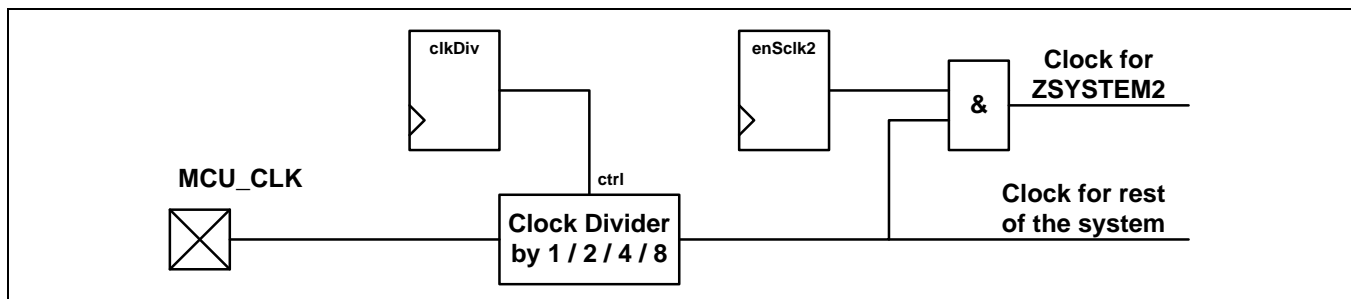 clkDiv
enSclk2
Clock for
ZSYSTEM2
&
MCU_CLK
ctrl
Clock Divider
by 1 / 2 / 4 / 8
Clock for rest
of the system